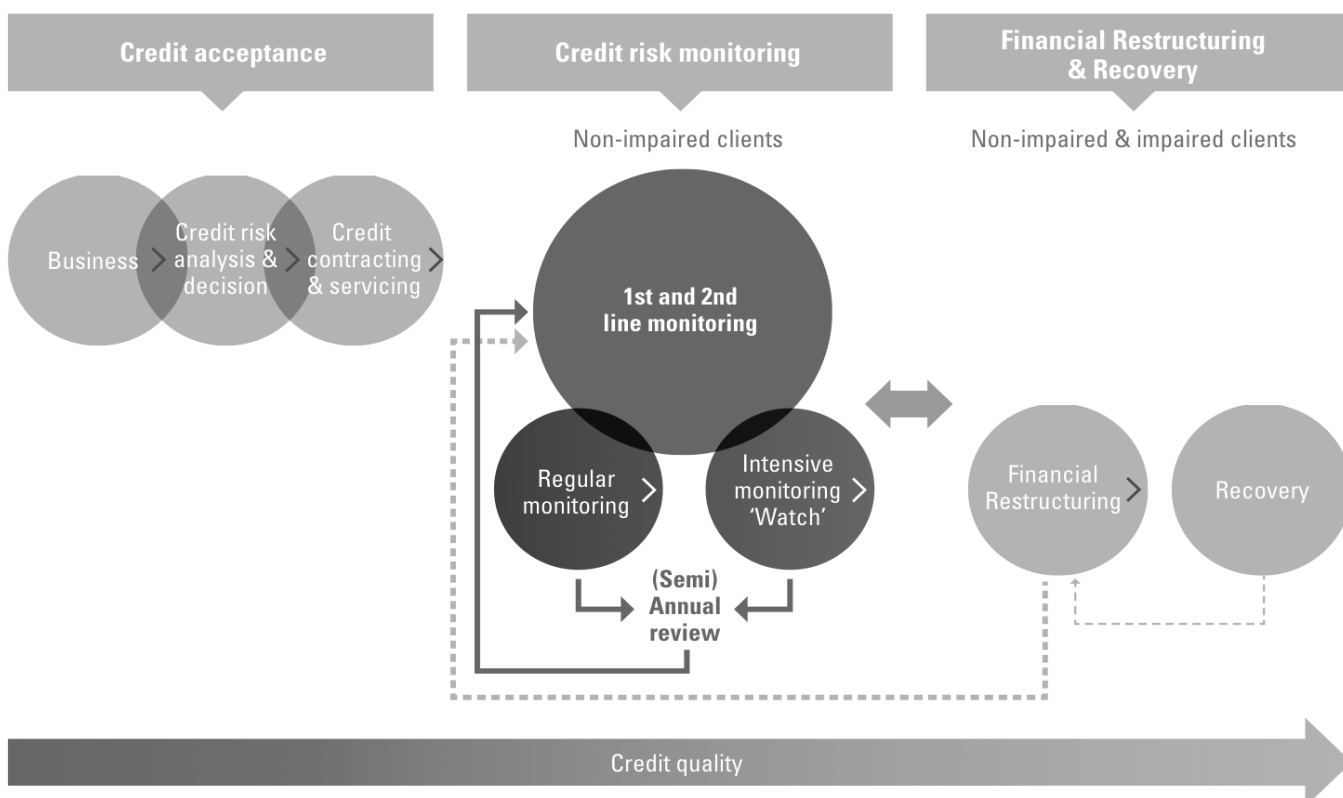 Credit acceptance
Credit risk monitoring
Financial Restructuring
& Recovery
Non-impaired clients
Non-impaired & impaired clients
Business
Credit risk
analysis &
decision
Credit
contracting
& servicing
1st and 2nd
line monitoring
Regular
monitoring
Intensive
monitoring
‘Watch’
Financial
Restructuring
Recovery
(Semi)
Annual
review
Credit quality